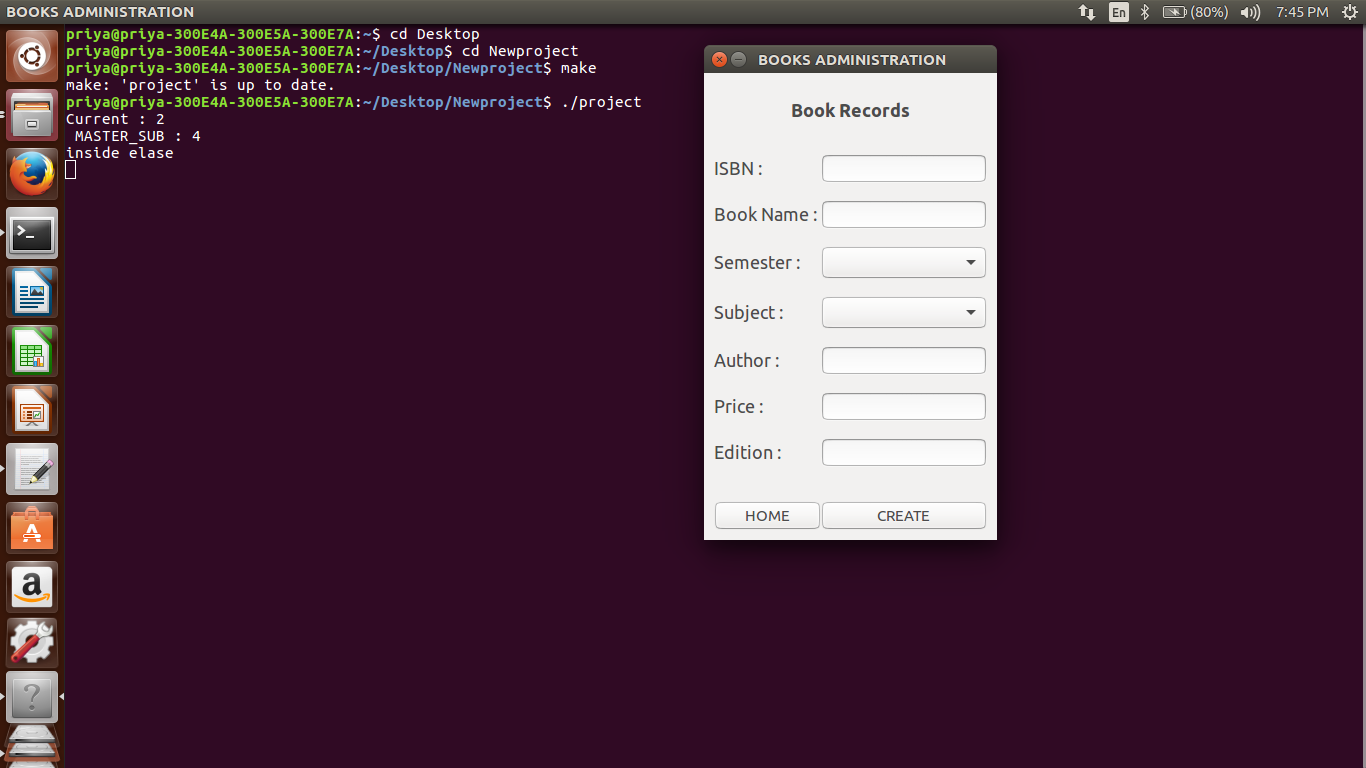 BOOKS ADMINISTRATION
En
(80%)
7:45 PM
priya@priya-300E4A-300E5A-300E7A:~$ cd Desktop
priya@priya-300E4A-300E5A-300E7A:~/Desktop$ cd Newproject
priya@priya-300E4A-300E5A-300E7A:~/Desktop/Newproject$ make
make: 'project' is up to date.
priya@priya-300E4A-300E5A-300E7A:~/Desktop/Newproject$ ./project
Current : 2
 MASTER_SUB : 4
inside elase
BOOKS ADMINISTRATION
Book Records
ISBN :
Book Name :
Semester :
Subject :
Author :
Price :
Edition :
HOME
CREATE